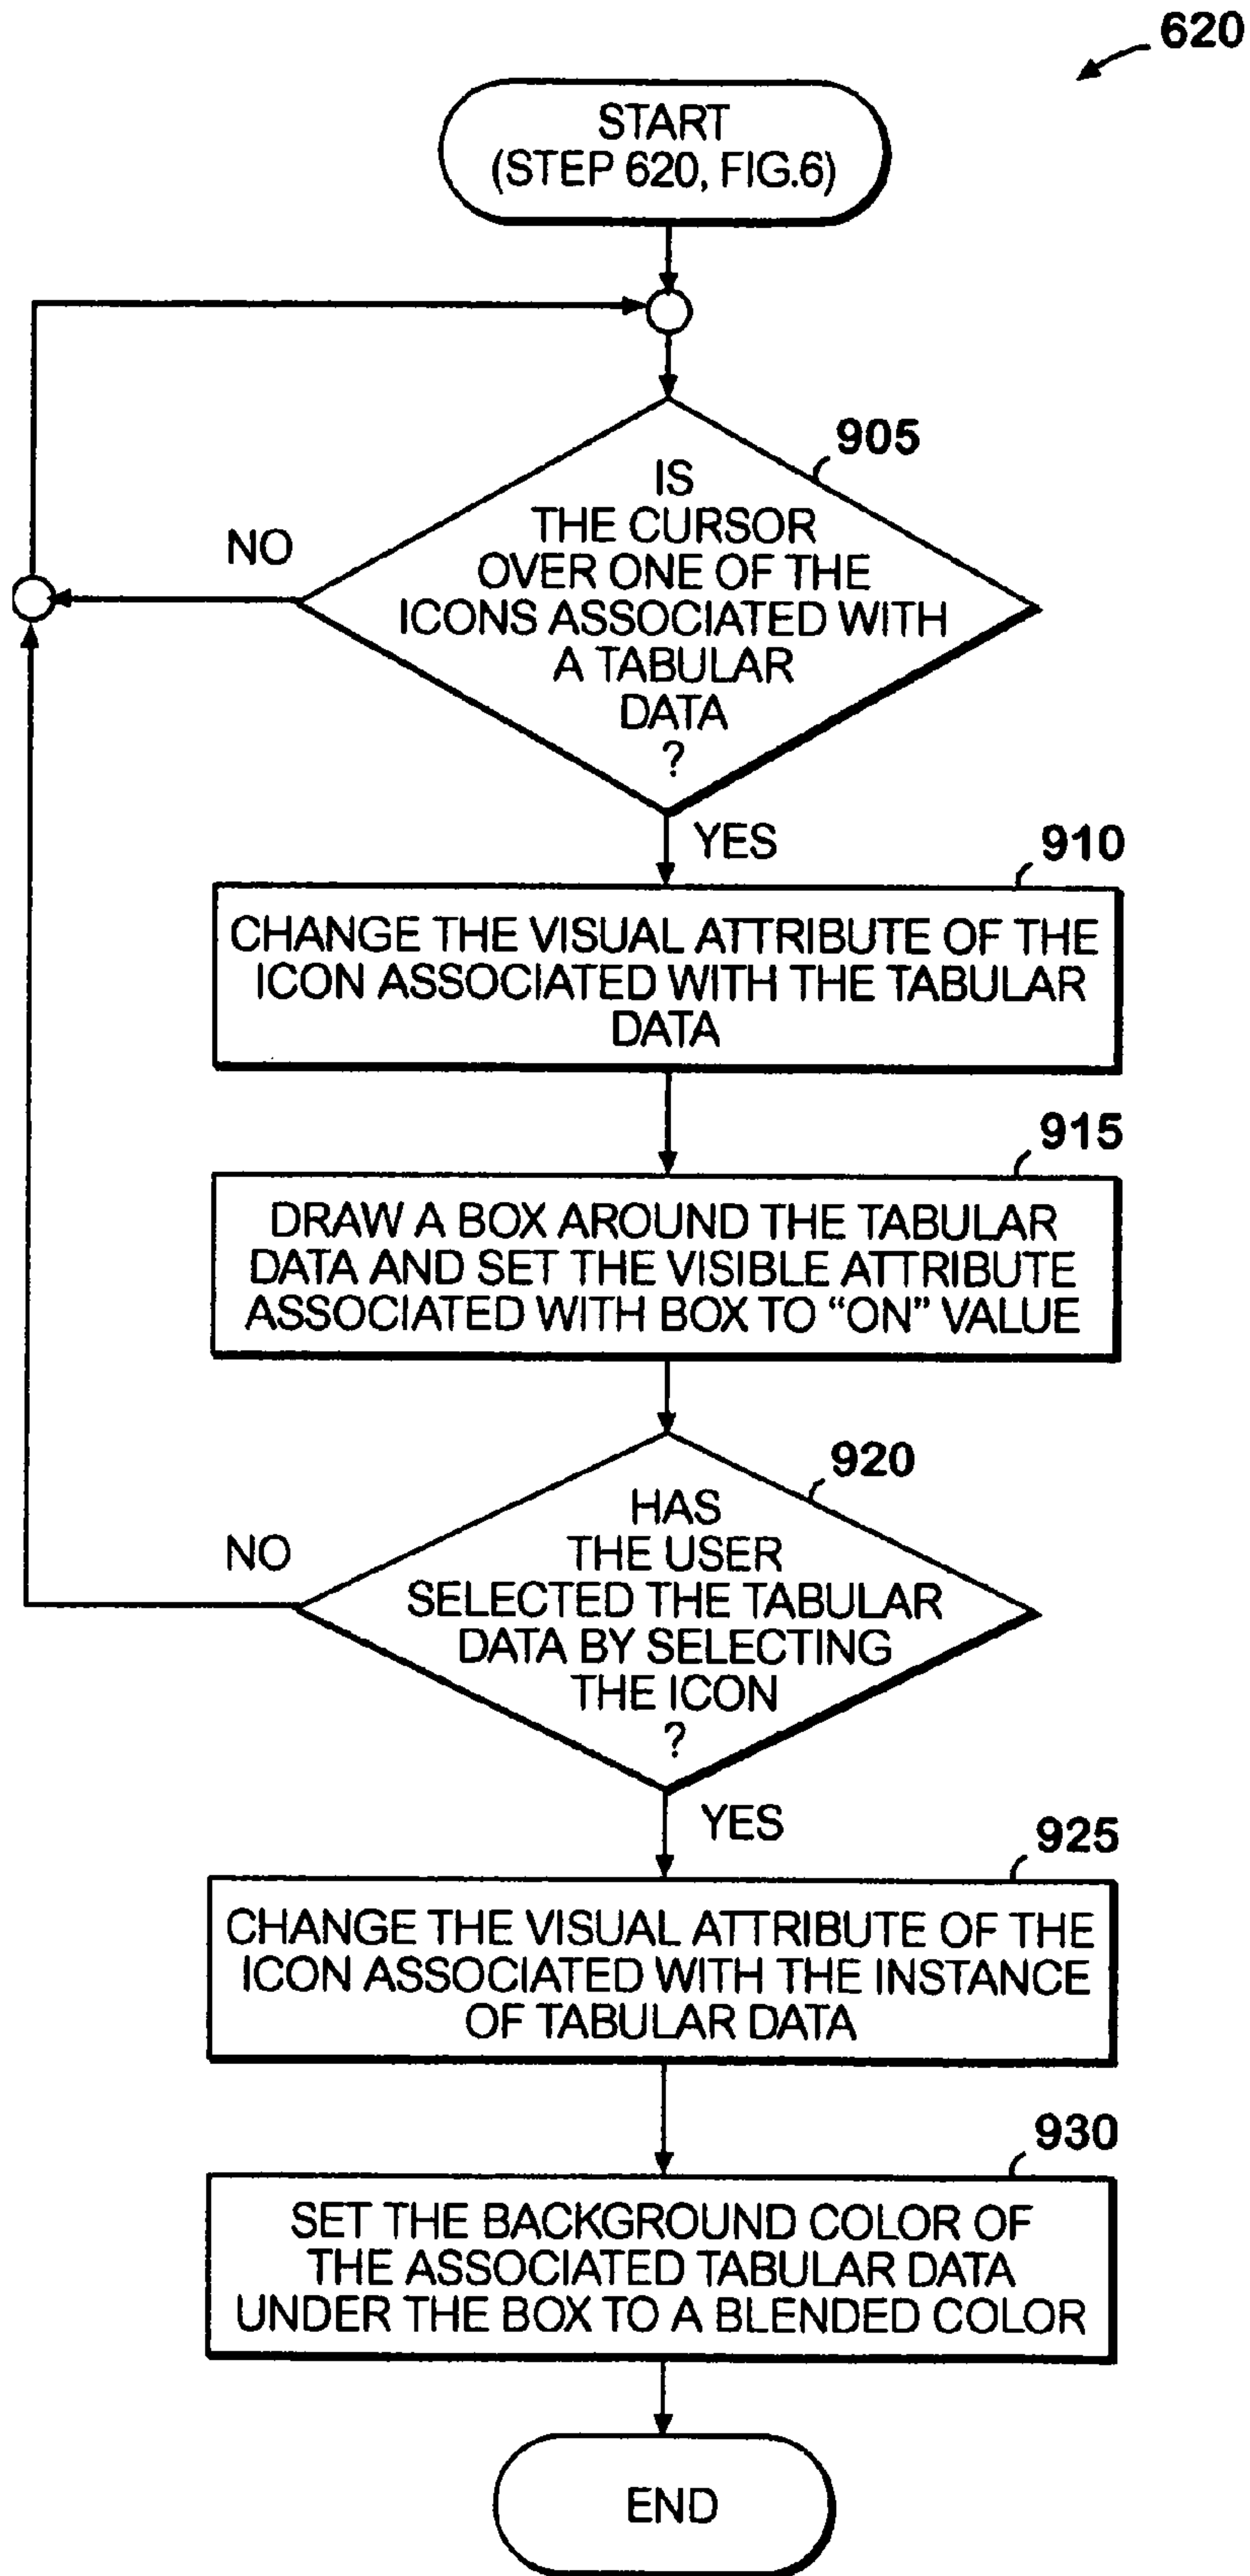 620
START
(STEP 620, FIG.6)
905
IS
THE CURSOR
OVER ONE OF THE
ICONS ASSOCIATED WITH
A TABULAR
DATA
?
NO
YES
910
CHANGE THE VISUAL ATTRIBUTE OF THE
ICON ASSOCIATED WITH THE TABULAR
DATA
915
DRAW A BOX AROUND THE TABULAR
DATA AND SET THE VISIBLE ATTRIBUTE
ASSOCIATED WITH BOX TO “ON” VALUE
920
HAS
THE USER
SELECTED THE TABULAR
DATA BY SELECTING
THE ICON
?
NO
YES
925
CHANGE THE VISUAL ATTRIBUTE OF THE
ICON ASSOCIATED WITH THE INSTANCE
OF TABULAR DATA
930
SET THE BACKGROUND COLOR OF
THE ASSOCIATED TABULAR DATA
UNDER THE BOX TO A BLENDED COLOR
END